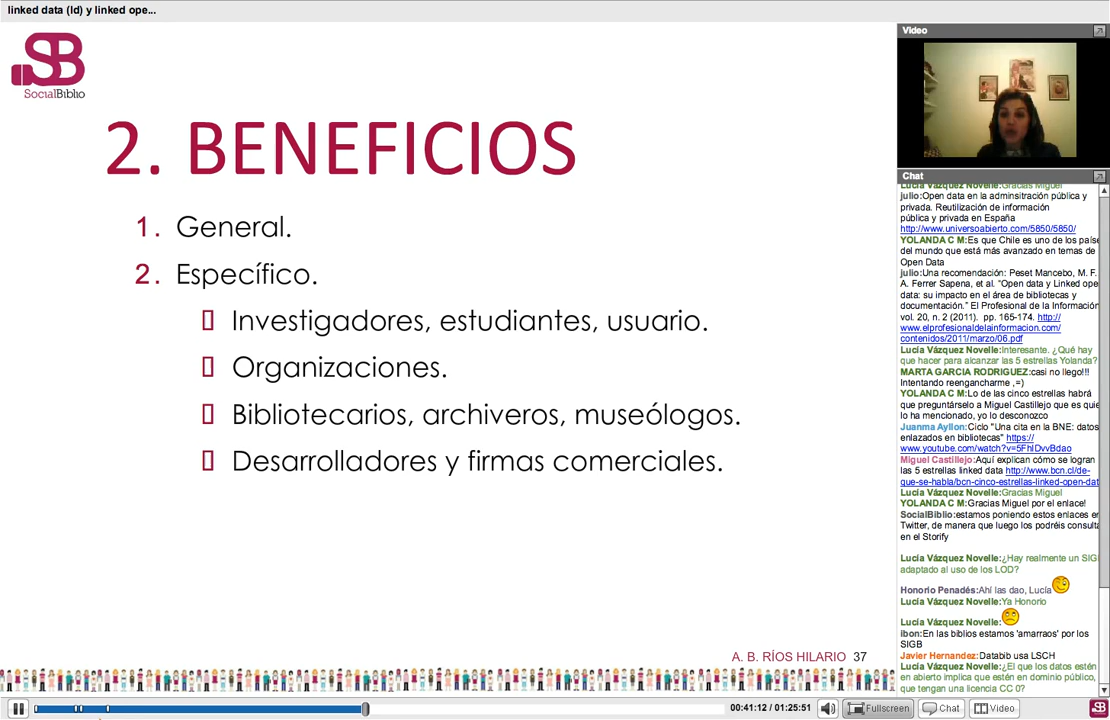 linked data (ld) y linked ope...
SB
SocialBiblio
2. BENEFICIOS
1. General.
2. Específico.
Investigadores, estudiantes, usuario.
Organizaciones.
Bibliotecarios, archiveros, museólogos.
Desarrolladores y firmas comerciales.
A. B. RÍOS HILARIO 37
Video
Chat
Lucía Vázquez Novelle:Gracias Miguel
julio:Open data en la adminsitración pública y
privada. Reutilización de información
pública y privada en España
http://www.universoabierto.com/5850/5850/
YOLANDA C M:Es que Chile es uno de los paíse
del mundo que está más avanzado en temas de
Open Data
julio:Una recomendación: Peset Mancebo, M. F.
A. Ferrer Sapena, et al. "Open data y Linked ope
data: su impacto en el área de bibliotecas y
documentación." El Profesional de la Información
vol. 20, n. 2 (2011). pp. 165-174. http://
www.elprofesionaldelainformacion.com/
contenidos/2011/marzo/06.pdf
Lucía Vázquez Novelle:Interesante. ¿Qué hay
que hacer para alcanzar las 5 estrellas Yolanda?
MARTA GARCIA RODRIGUEZ:casi no llego!!!
Intentando reengancharme ,=)
YOLANDA C M:Lo de las cinco estrellas habrá
que preguntárselo a Miguel Castillejo que es quie
lo ha mencionado, yo lo desconozco
Juanma Ayllon:Ciclo "Una cita en la BNE: datos
enlazados en bibliotecas" https://
www.youtube.com/watch?v=5FhIDvvBdao
Miguel Castillejo:Aquí explican cómo se logran
las 5 estrellas linked data http://www.bcn.cl/de-
que-se-habla/bcn-cinco-estrellas-linked-open-dat
Lucía Vázquez Novelle:Gracias Miguel
YOLANDA C M:Gracias Miguel por el enlace!
SocialBiblio:estamos poniendo estos enlaces en
Twitter, de manera que luego los podréis consulta
en el Storify
Lucía Vázquez Novelle:¿Hay realmente un SIGB
adaptado al uso de los LOD?
Honorio Penadés:Ahí las dao, Lucía
Lucía Vázquez Novelle:Ya Honorio
Lucía Vázquez Novelle:
ibon:En las biblios estamos 'amarraos' por los
SIGB
Javier Hernandez:Databib usa LSCH
Lucía Vázquez Novelle:¿El que los datos estén
en abierto implica que estén en dominio público,
que tengan una licencia CC 0?
00:41:12 / 01:25:51
Fullscreen
Chat
Video
SB